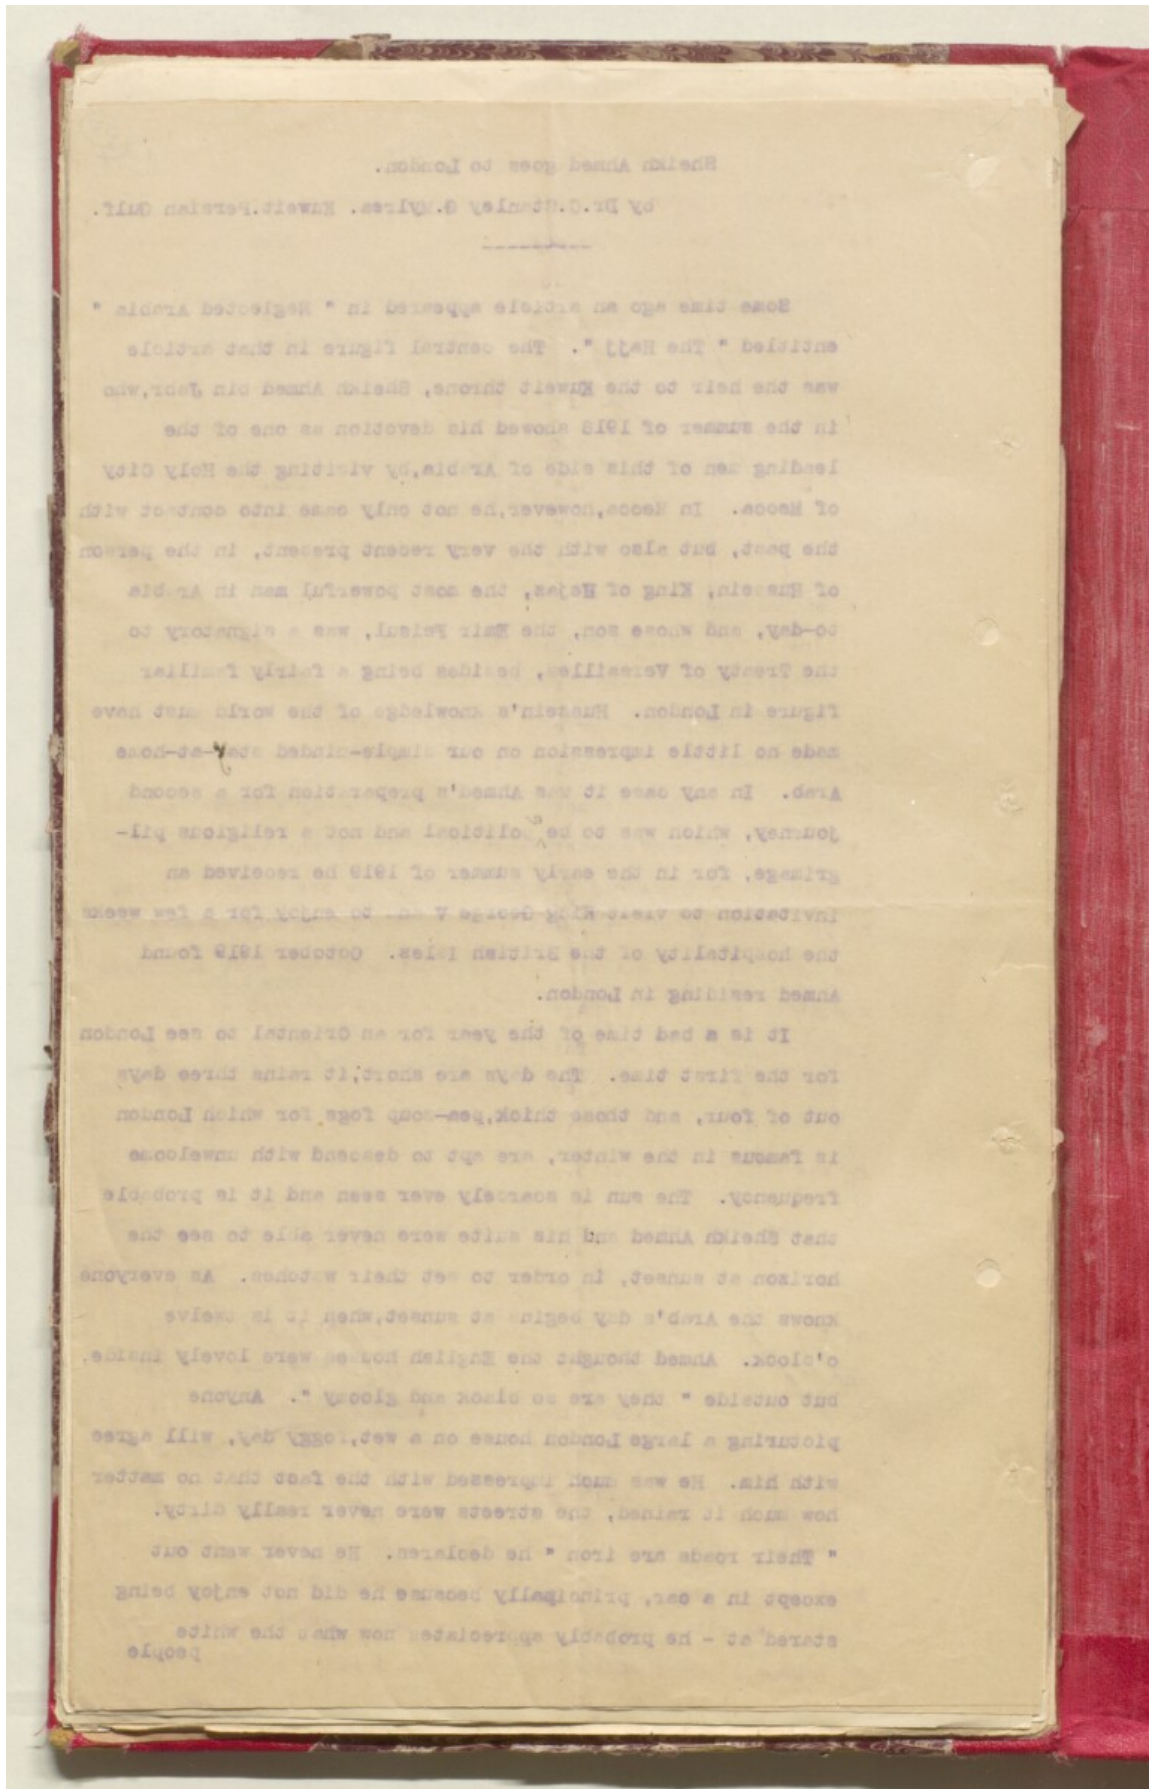 Sheikh Ahmed goes to London.
by Dr.C.Stanley G.Mylrea. Kuweit.Persian Gulf.
Some time ago an article appeared in " Neglected Arabia "
entitled " The Hajj ". The central figure in that article
was the heir to the Kuweit throne, Sheikh Ahmed bin Jabr,who
in the summer of 1918 showed his devotion as one of the
leading men of this side of Arabia,by visiting the Holy City
of Mecca. In Mecca,however,he not only came into contact with
the past, but also with the very recent present, in the person
of Hussein, King of Hejaz, the most powerful man in Arabia
to-day, and whose son, the Emir Feisul, was a signatory to
the Treaty of Versailles, besides being a fairly familiar
figure in London. Hussein's knowledge of the world must have
made no little impression on our simple-minded stay-at-home
Arab. In any case it was Ahmed's preparation for a second
journey, which was to be a political and not a religious pil-
grimage, for in the early summer of 1919 he received an
invitation to visit King George V and to enjoy for a few weeks
the hospitality of the British Isles. October 1919 found
Ahmed residing in London.
It is a bad time of the year for an Oriental to see London
for the first time. The days are short,it rains three days
out of four, and those thick,pea-soup fogs for which London
is famous in the winter, are apt to descend with unwelcome
frequency. The sun is scarcely ever seen and it is probable
that Sheikh Ahmed and his suite were never able to see the
horizon at sunset, in order to set their watches. As everyone
knows the Arab's day begins at sunset,when it is twelve
o'clock. Ahmed thought the English houses were lovely inside,
but outside " they are so black and gloomy ". Anyone
picturing a large London house on a wet,foggy day, will agree
with him. He was much impressed with the fact that no matter
how much it rained, the streets were never really dirty.
" Their roads are iron " he declares. He never went out
except in a car, principally because he did not enjoy being
stared at - he probably appreciates now what the white
people